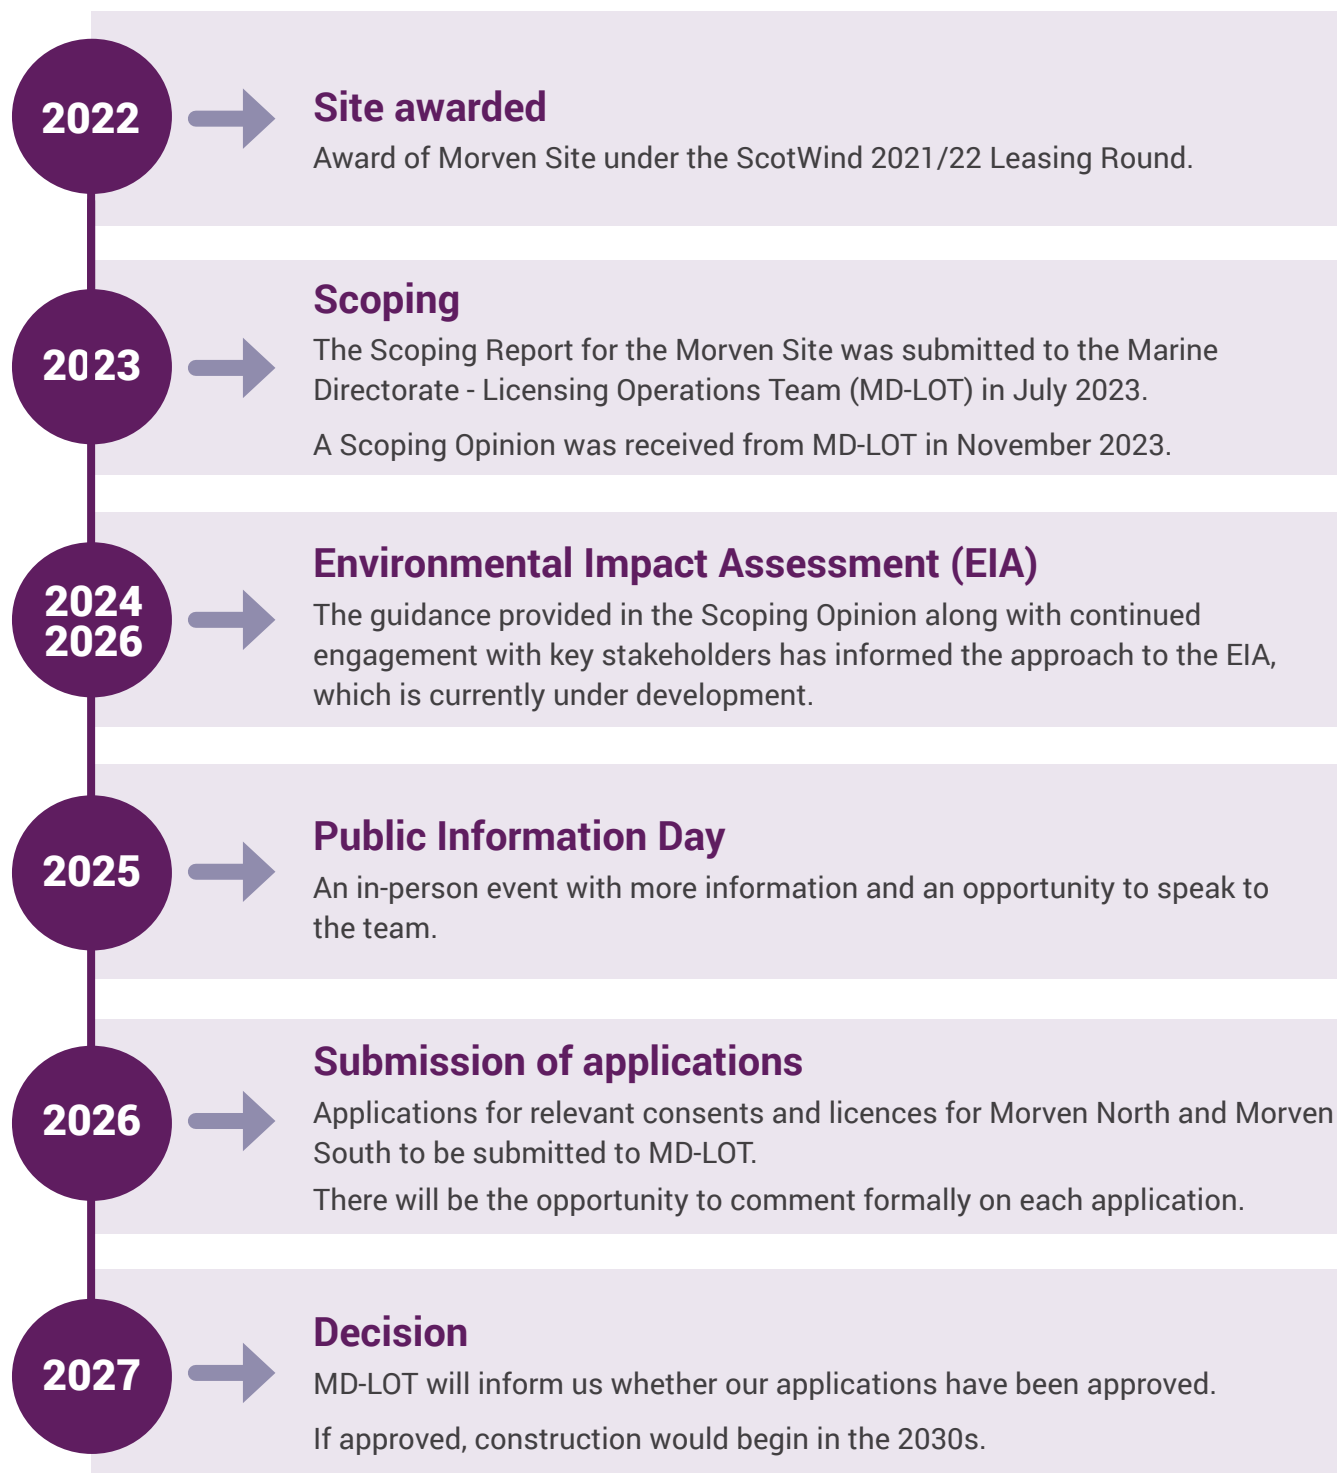 2022
Site awarded
Award of Morven Site under the ScotWind 2021/22 Leasing Round.
2023
Scoping
The Scoping Report for the Morven Site was submitted to the Marine
Directorate - Licensing Operations Team (MD-LOT) in July 2023.
A Scoping Opinion was received from MD-LOT in November 2023.
2024
2026
Environmental Impact Assessment (EIA)
The guidance provided in the Scoping Opinion along with continued
engagement with key stakeholders has informed the approach to the EIA,
which is currently under development.
2025
Public Information Day
An in-person event with more information and an opportunity to speak to
the team.
2026
Submission of applications
Applications for relevant consents and licences for Morven North and Morven
South to be submitted to MD-LOT.
There will be the opportunity to comment formally on each application.
2027
Decision
MD-LOT will inform us whether our applications have been approved.
If approved, construction would begin in the 2030s.